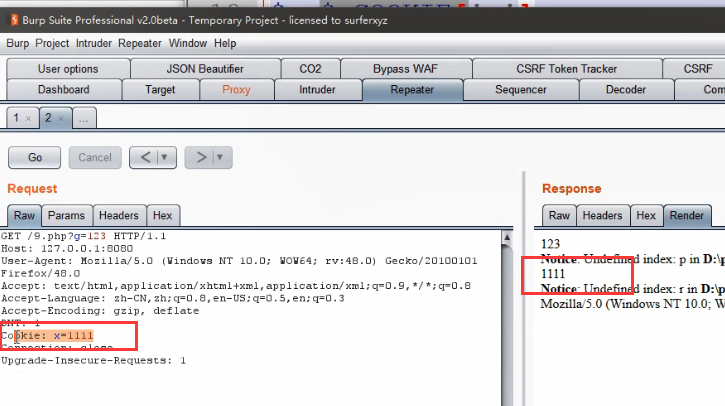 Burp Suite Professional v2.0beta - Temporary Project - licensed to surferxyz
Burp Project Intruder Repeater Window Help
User options JSON Beautifier CO2 Bypass WAF CSRF Token Tracker CSRF
Dashboard Target Proxy Intruder Repeater Sequencer Decoder Com
1 × 2 × ...
Go Cancel < ▼ > ▼
Request
Raw Params Headers Hex
GET /9.php?g=123 HTTP/1.1
Host: 127.0.0.1:8080
User-Agent: Mozilla/5.0 (Windows NT 10.0; WOW64; rv:48.0) Gecko/20100101
Firefox/48.0
Accept: text/html,application/xhtml+xml,application/xml;q=0.9,*/*;q=0.8
Accept-Language: zh-CN,zh;q=0.8,en-US;q=0.5,en;q=0.3
Accept-Encoding: gzip, deflate
DNT: 1
Cookie: x=1111
Connection: close
Upgrade-Insecure-Requests: 1
Response
Raw Headers Hex Render
123
Notice: Undefined index: p in D:\p
1111
Notice: Undefined index: r in D:\p
Mozilla/5.0 (Windows NT 10.0; W